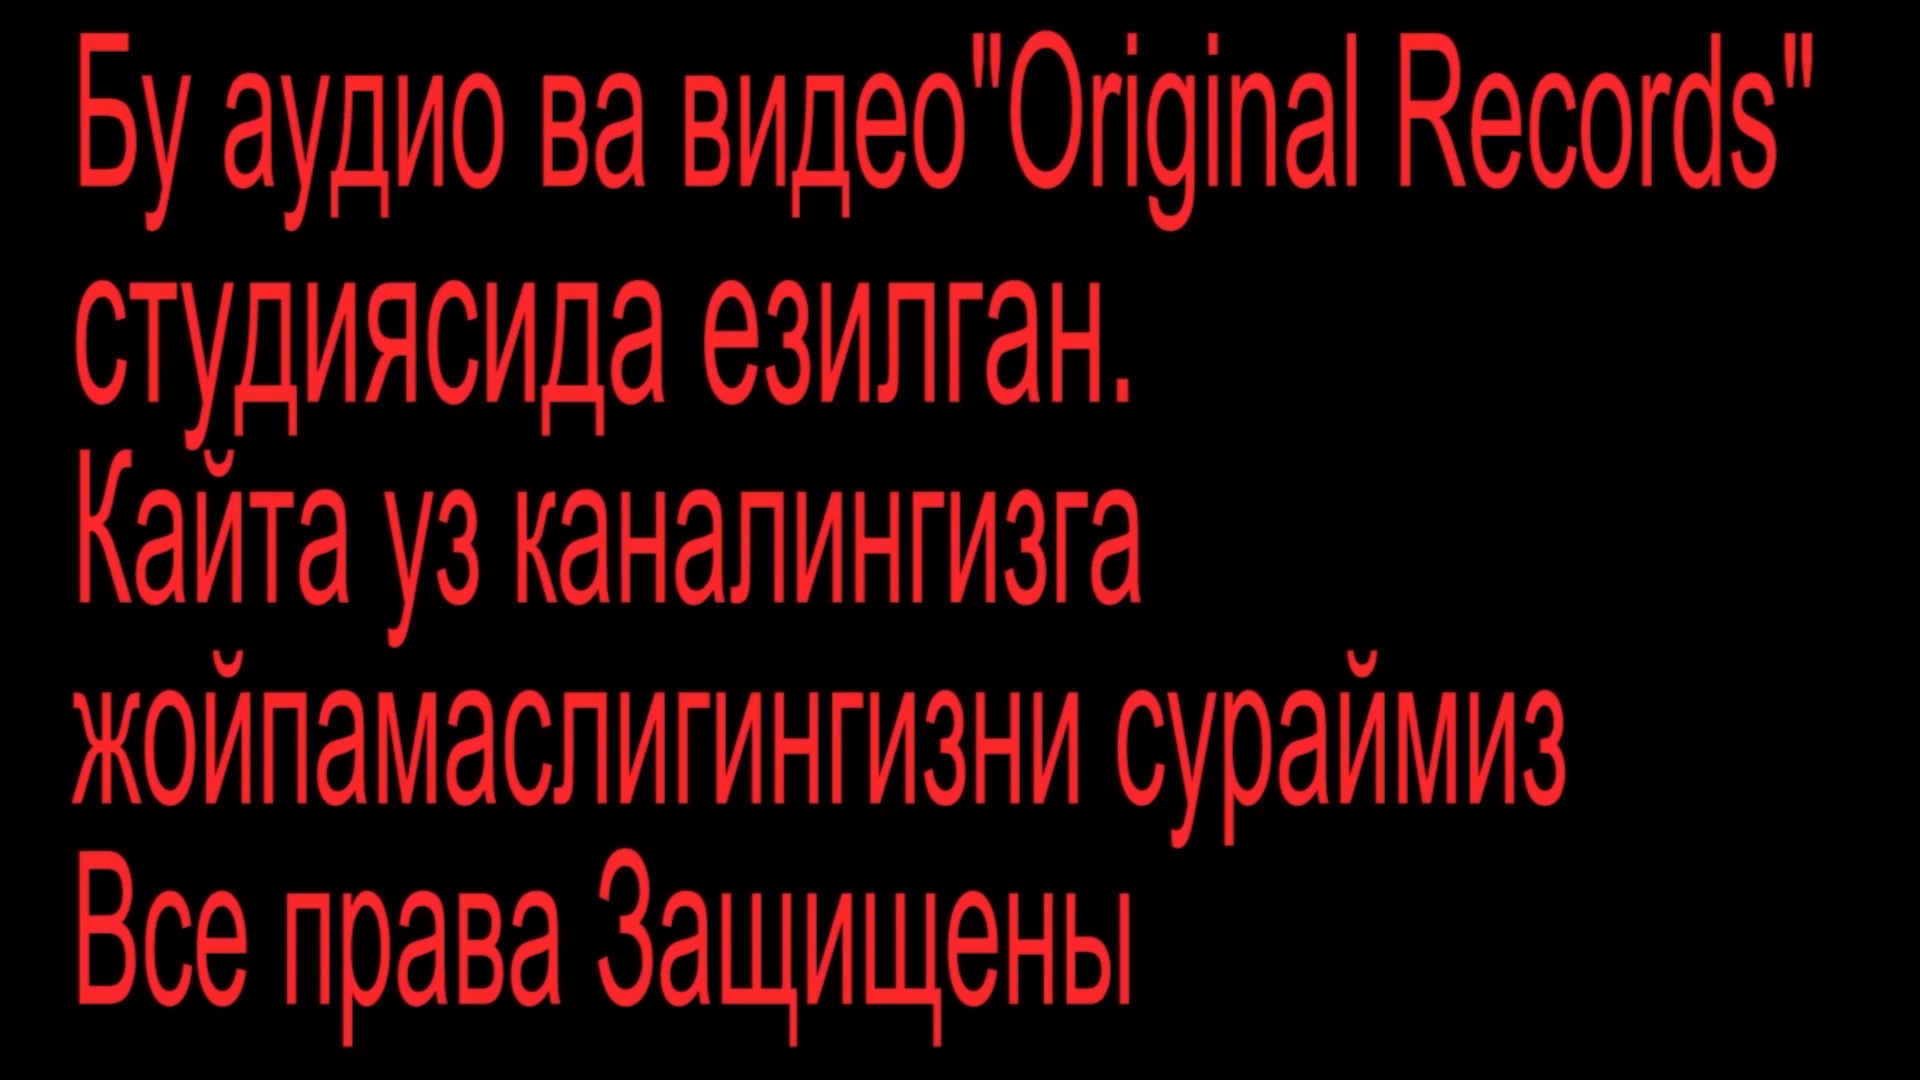 Бу аудио ва видео"Original Records"
студиясида езилган.
Кайта уз каналингизга
жойпамаслигингизни сураймиз
Все права Защищены